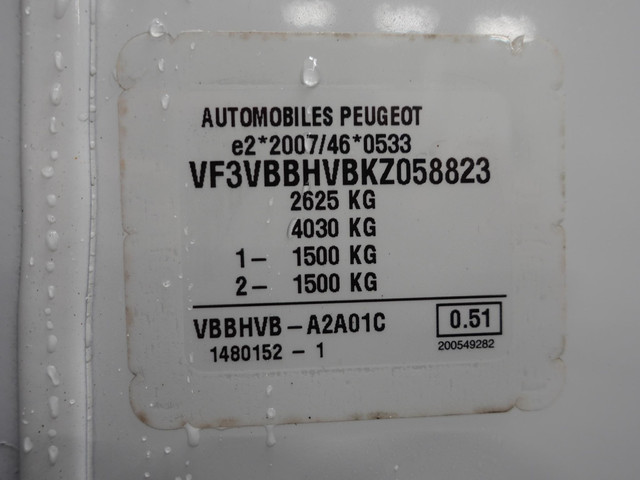 AUTOMOBILES PEUGEOT
e2*2007/46*0533
VF3VBBHVBKZ058823
2625 KG
4030 KG
1- 1500 KG
2- 1500 KG
VBBHVB-A2A01C 0.51
1480152-1 200549282